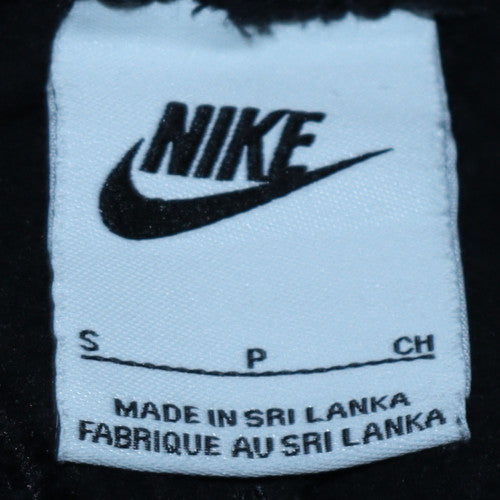 NIKE
S P CH
MADE IN SRI LANKA
FABRIQUE AU SRI LANKA